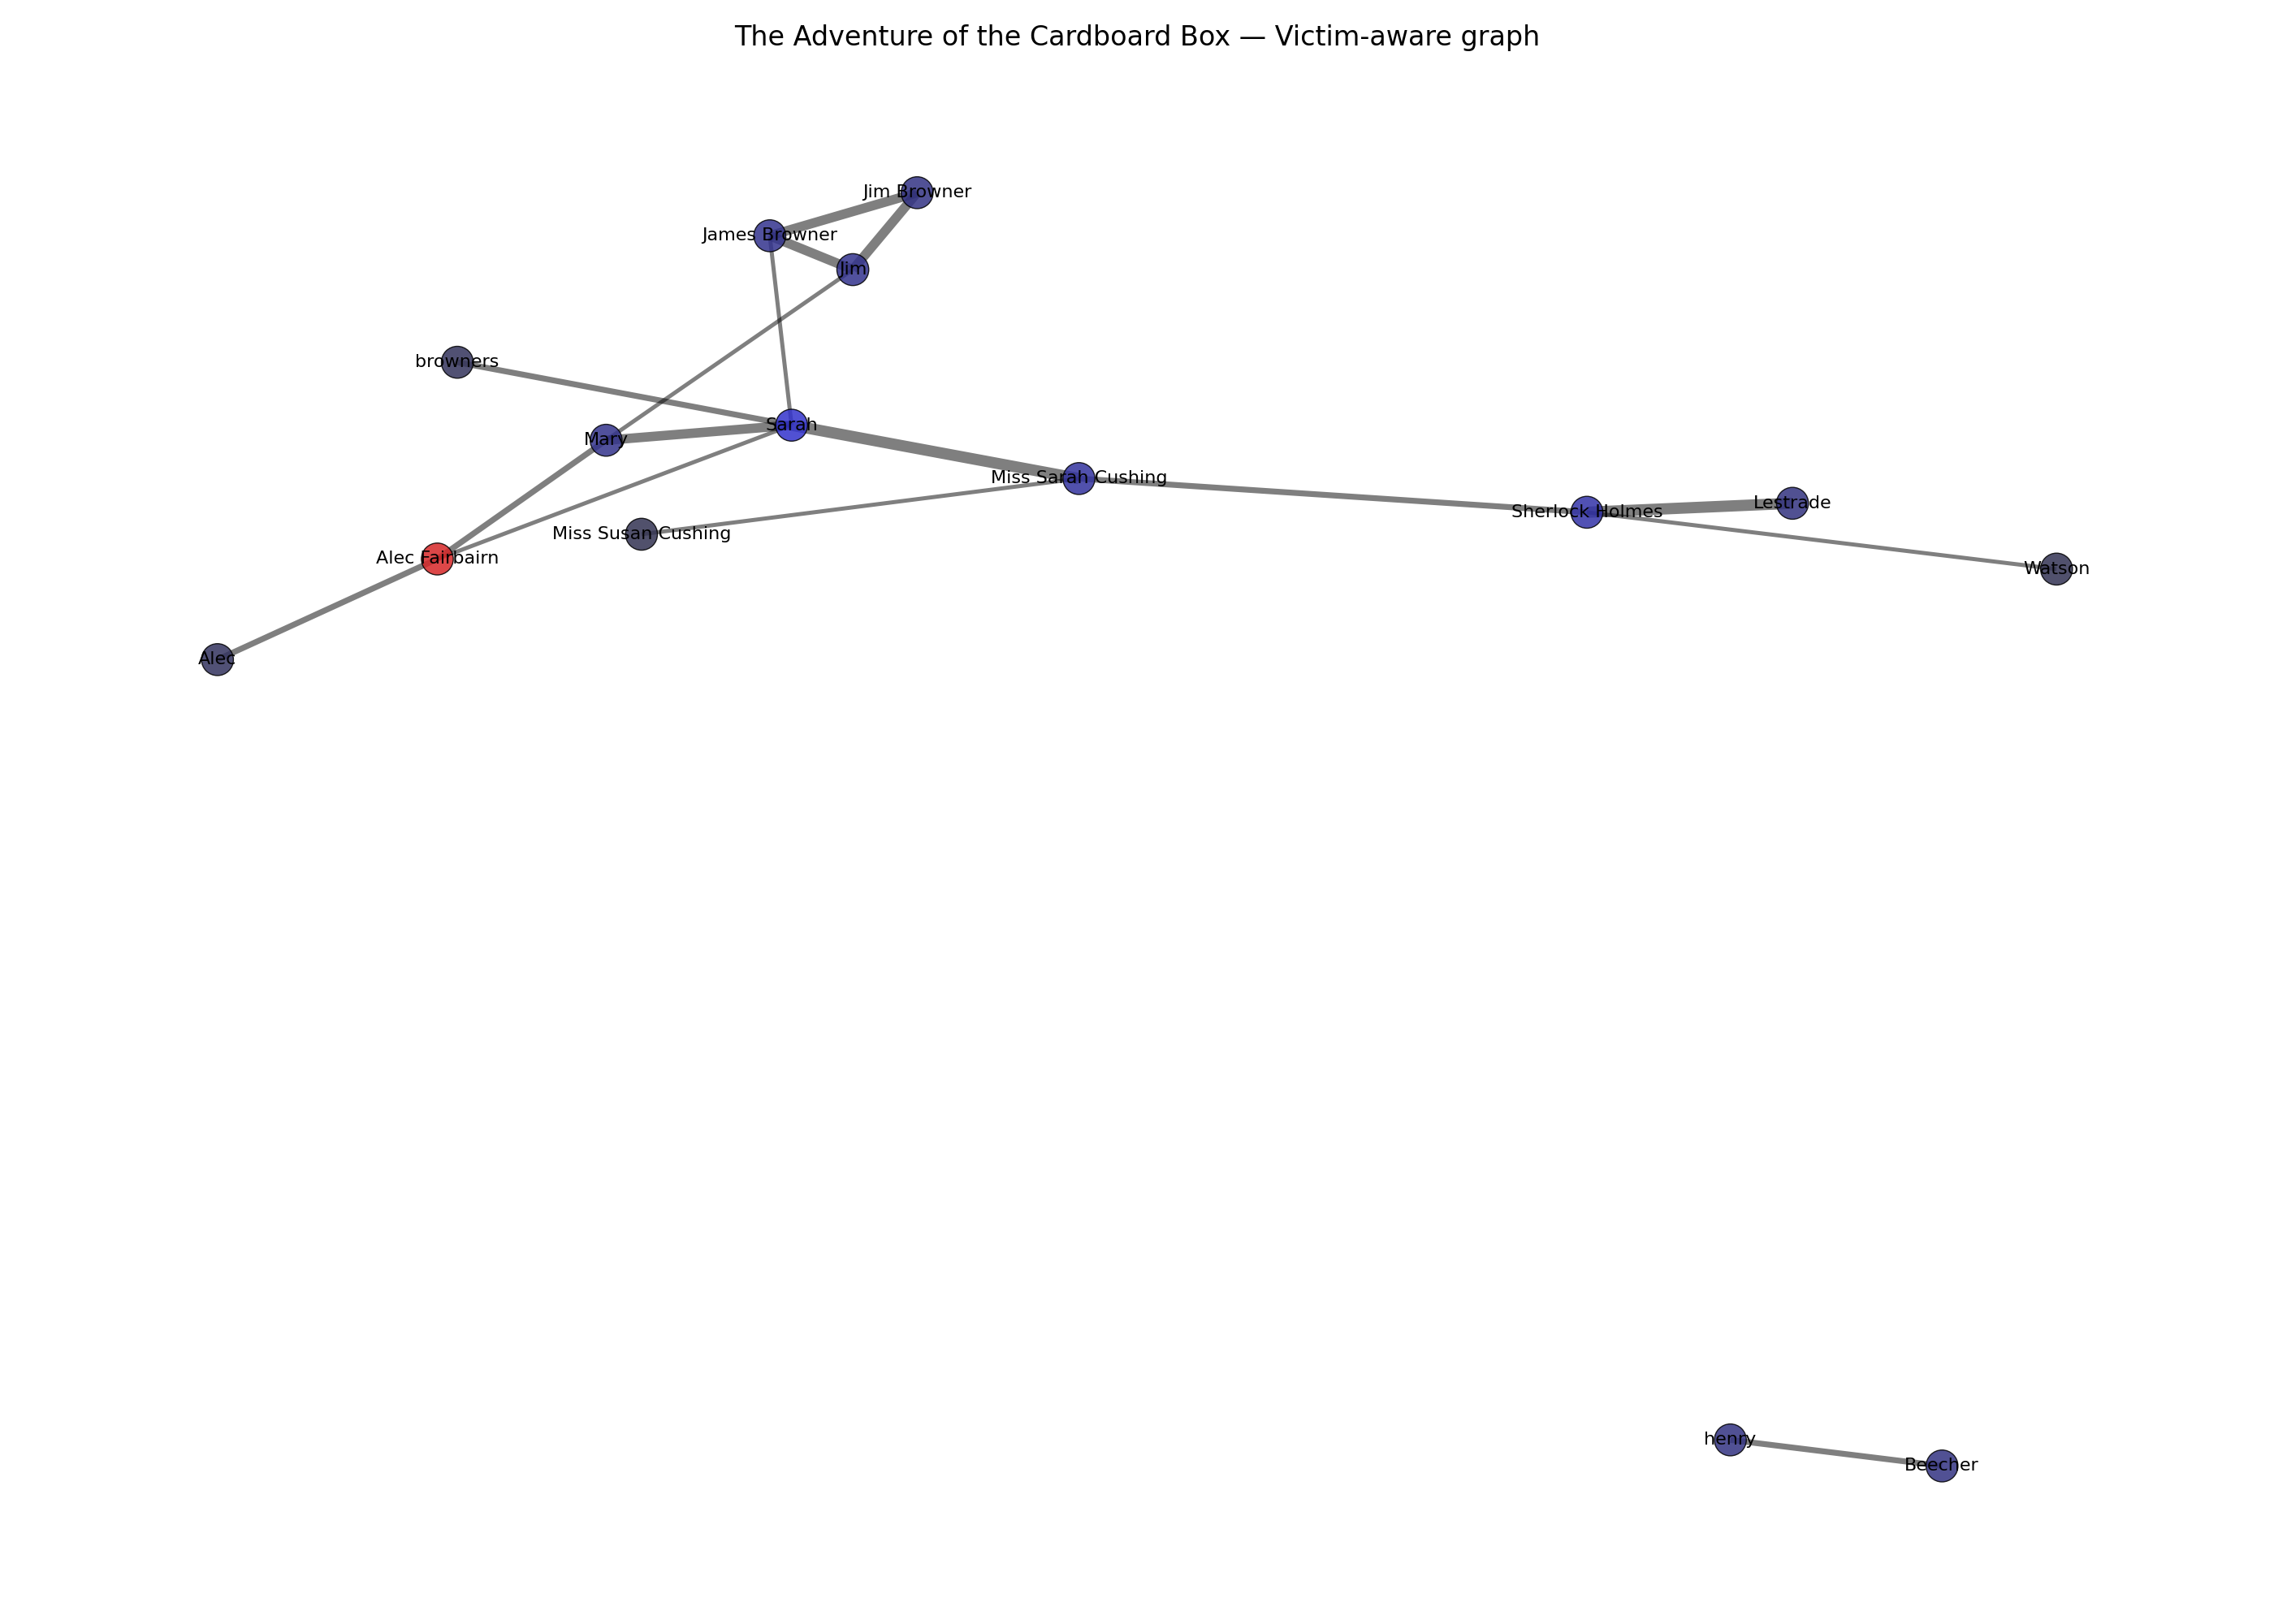 The Adventure of the Cardboard Box — Victim-aware graph
Jim Browner
James Browner
Jim
browners
Sarah
Mary
Miss Sarah Cushing
Lestrade
Sherlock Holmes
Miss Susan Cushing
Alec Fairbairn
Watson
Alec
henry
Beecher